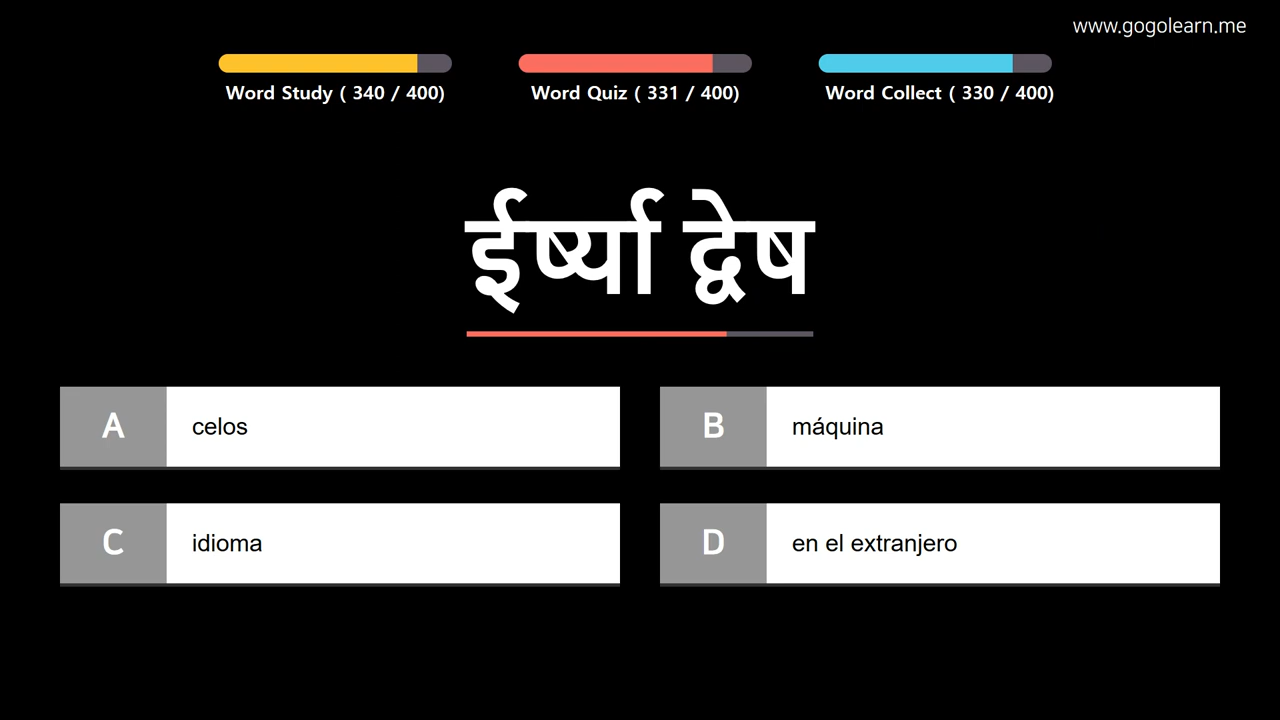 www.gogolearn.me
Word Study ( 340 / 400)
Word Quiz ( 331 / 400)
Word Collect ( 330 / 400)
ईर्ष्या द्वेष
A celos
B máquina
C idioma
D en el extranjero